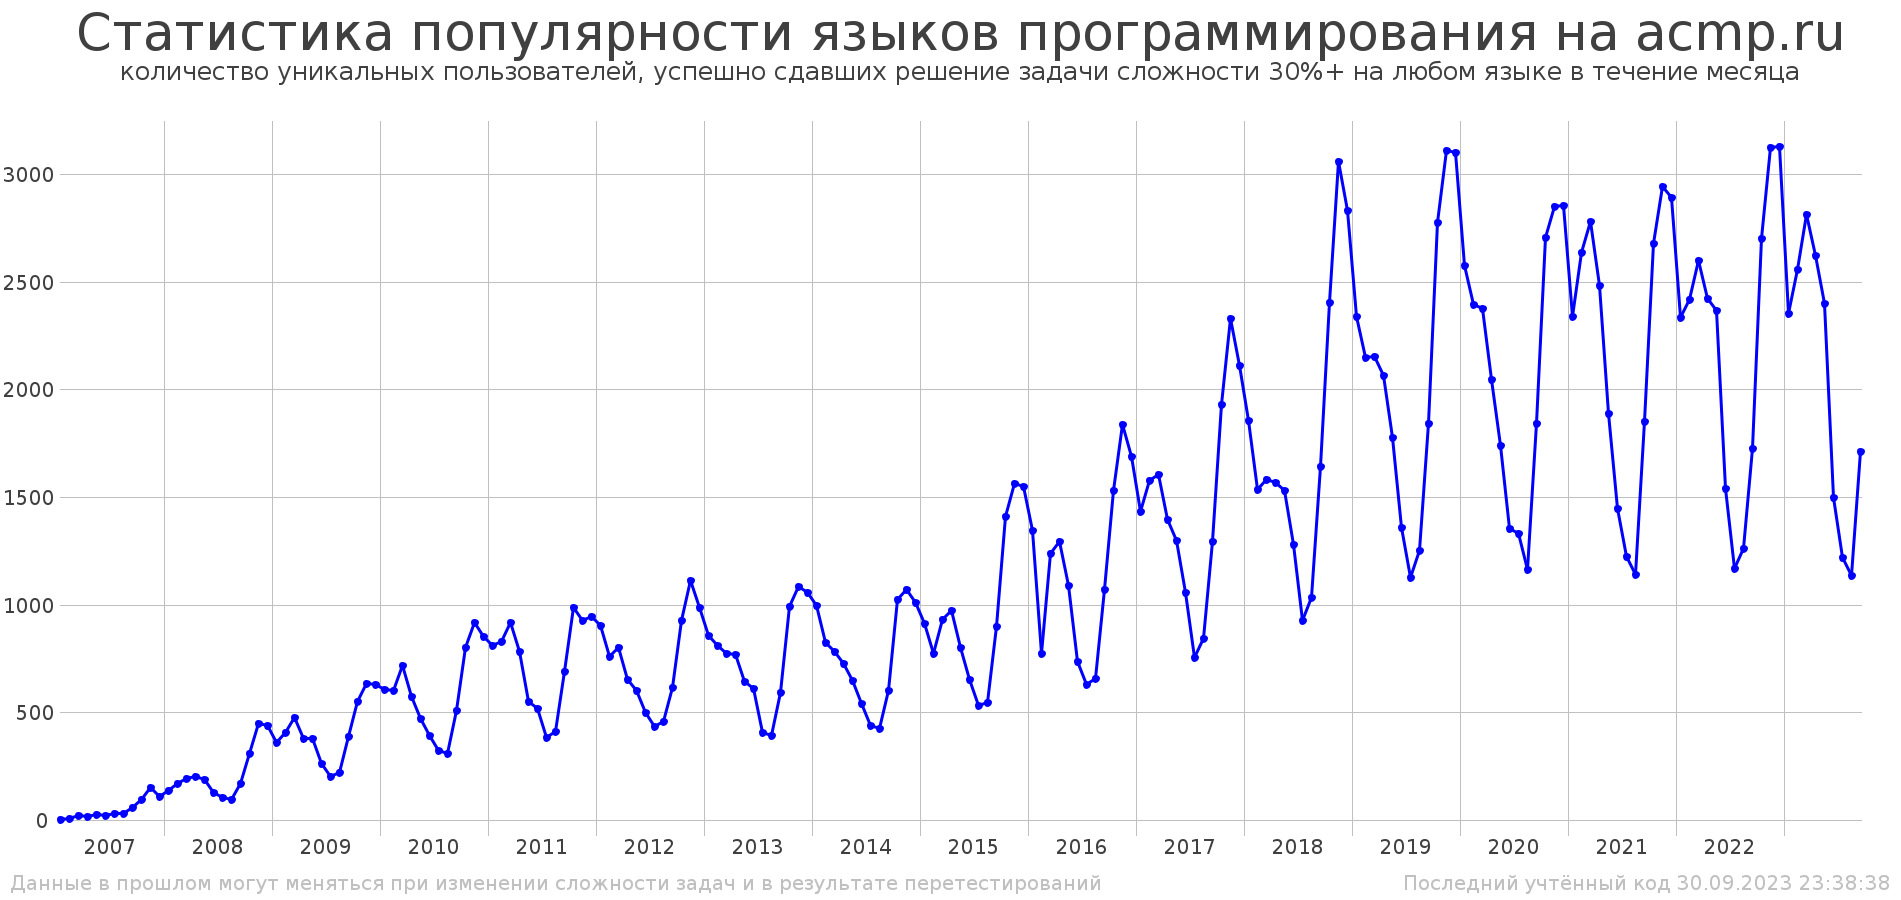 Статистика популярности языков программирования на acmp.ru
количество уникальных пользователей, успешно сдавших решение задачи сложности 30%+ на любом языке в течение месяца
3000
2500
2000
1500
1000
500
0
2007 2008 2009 2010 2011 2012 2013 2014 2015 2016 2017 2018 2019 2020 2021 2022
Данные в прошлом могут меняться при изменении сложности задач и в результате перетестирований
Последний учтённый код 30.09.2023 23:38:38